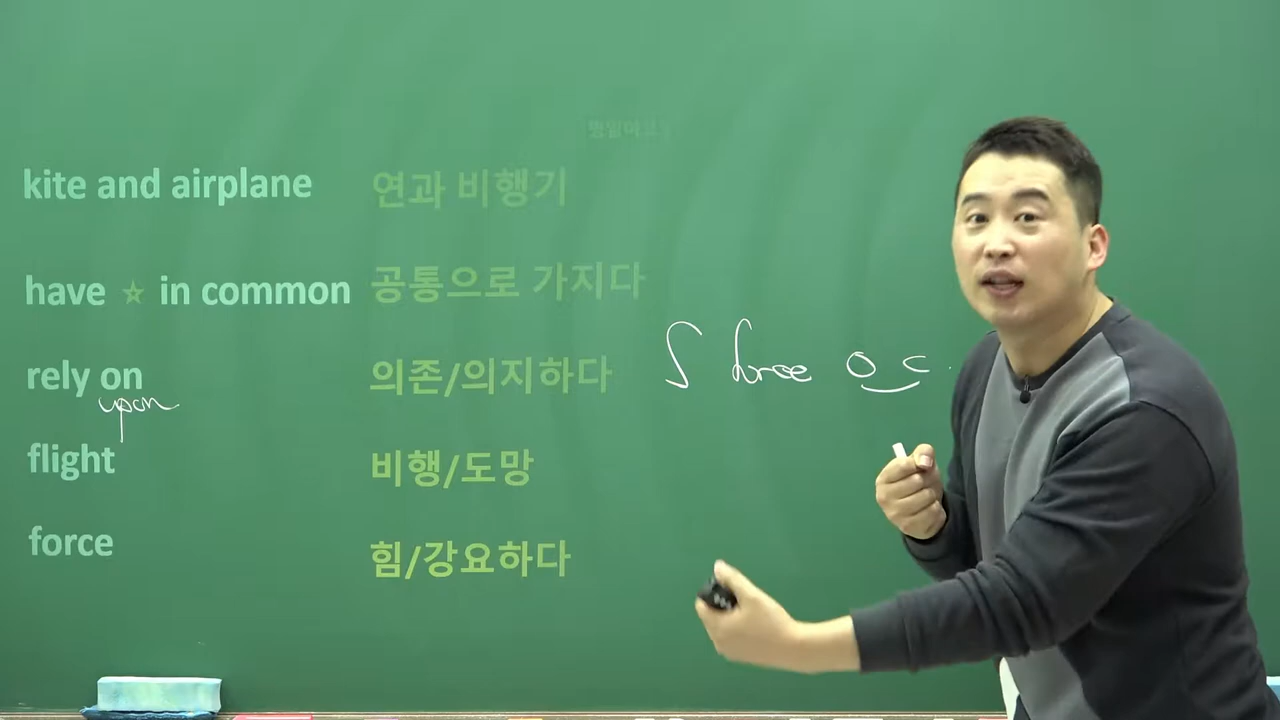 kite and airplane 연과 비행기
have ☆ in common 공통으로 가지다
rely on 의존/의지하다
upon
S force O C
flight 비행/도망
force 힘/강요하다